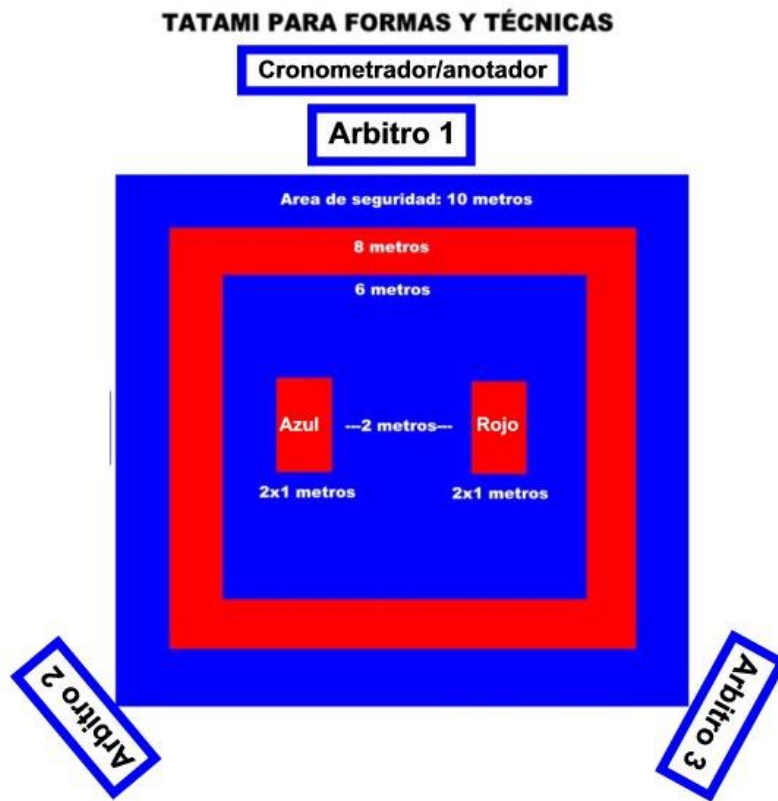 TATAMI PARA FORMAS Y TÉCNICAS
Cronometrador/anotador
Arbitro 1
Area de seguridad: 10 metros
8 metros
6 metros
Azul ---2 metros--- Rojo
2x1 metros 2x1 metros
Arbitro 2
Arbitro 3